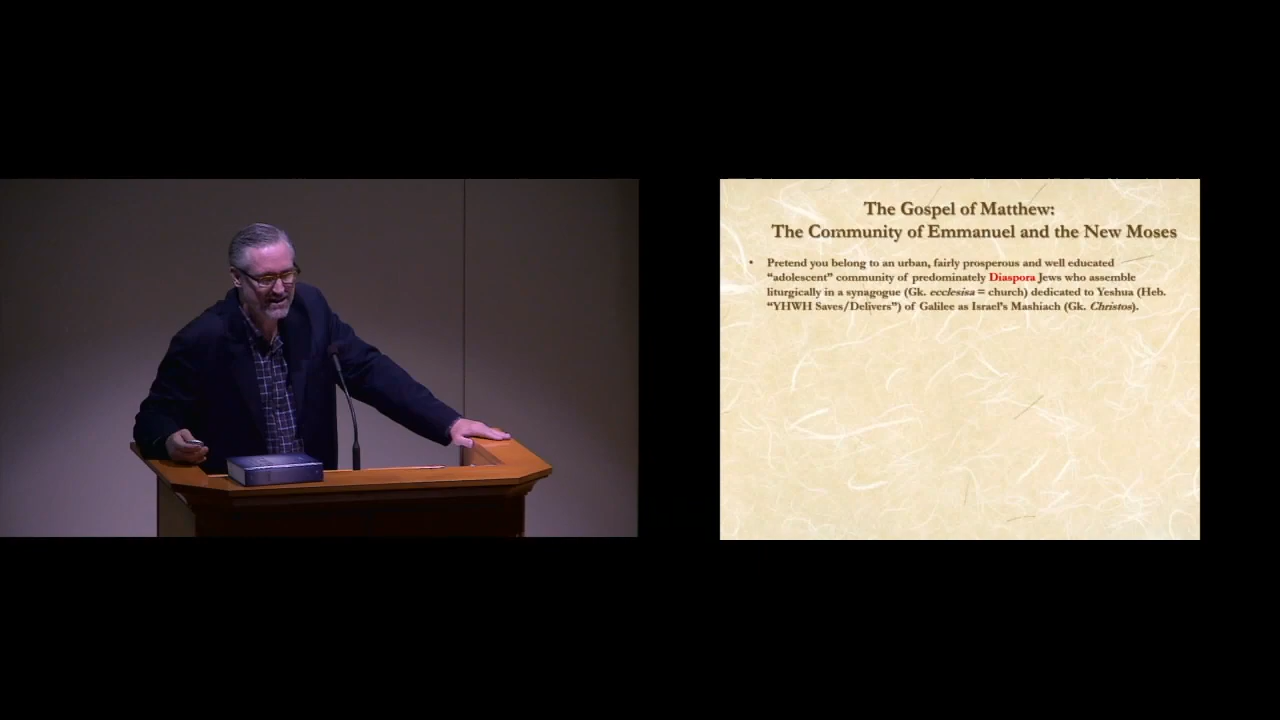 The Gospel of Matthew:
The Community of Emmanuel and the New Moses
• Pretend you belong to an urban, fairly prosperous and well educated
“adolescent” community of predominately Diaspora Jews who assemble
liturgically in a synagogue (Gk. ecclesisa = church) dedicated to Yeshua (Heb.
“YHWH Saves/Delivers”) of Galilee as Israel’s Mashiach (Gk. Christos).